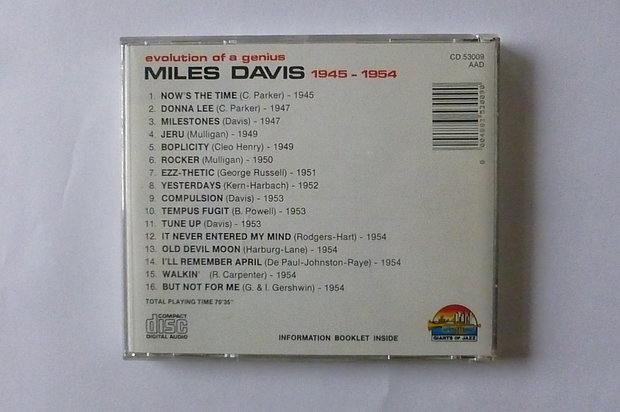 evolution of a genius
MILES DAVIS 1945 - 1954
CD 53009
AAD
1. NOW'S THE TIME (C. Parker) - 1945
2. DONNA LEE (C. Parker) - 1947
3. MILESTONES (Davis) - 1947
4. JERU (Mulligan) - 1949
5. BOPLICITY (Cleo Henry) - 1949
6. ROCKER (Mulligan) - 1950
7. EZZ-THETIC (George Russell) - 1951
8. YESTERDAYS (Kern-Harbach) - 1952
9. COMPULSION (Davis) - 1953
10. TEMPUS FUGIT (B. Powell) - 1953
11. TUNE UP (Davis) - 1953
12. IT NEVER ENTERED MY MIND (Rodgers-Hart) - 1954
13. OLD DEVIL MOON (Harburg-Lane) - 1954
14. I'LL REMEMBER APRIL (De Paul-Johnston-Raye) - 1954
15. WALKIN' (R. Carpenter) - 1954
16. BUT NOT FOR ME (G. & I. Gershwin) - 1954
TOTAL PLAYING TIME 70'35"
COMPACT
disc
DIGITAL AUDIO
INFORMATION BOOKLET INSIDE
GIANTS OF JAZZ